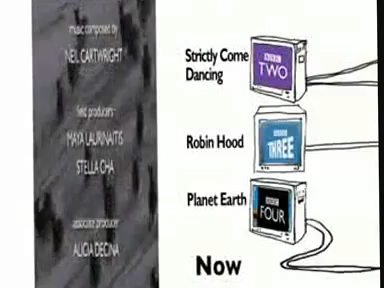 music composed by
NEIL CARTWRIGHT
field producers
MAYA LAURINAITIS
STELLA CHA
associate producer
ALICIA DECINA
Strictly Come
Dancing
BBC
TWO
Robin Hood
BBC
THREE
Planet Earth
BBC
FOUR
Now